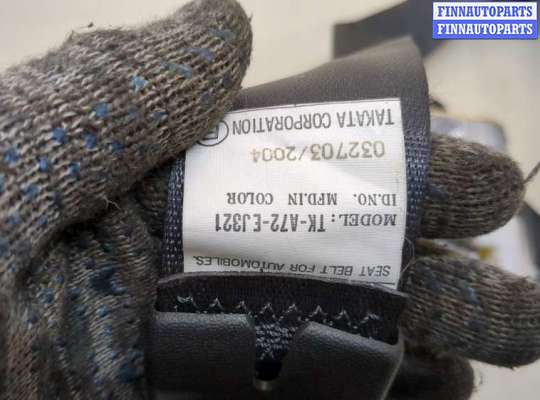 FINNAUTOPARTS
FINNAUTOPARTS
SEAT BELT FOR AUTOMOBILES.
MODEL: TK-A72-EJ321
ID.NO. MFD.IN COLOR
032703/2004
TAKATA CORPORATION